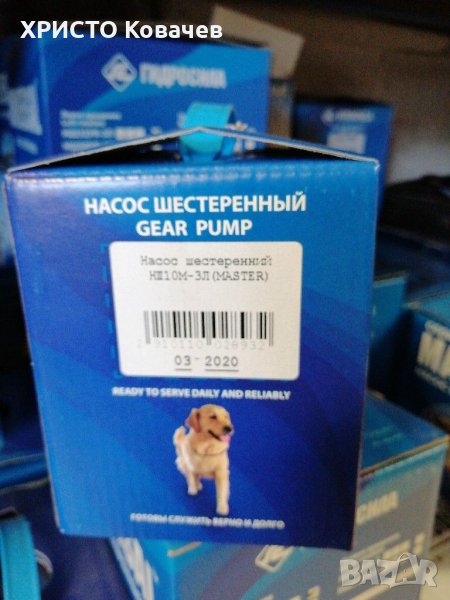 ХРИСТО Ковачев
ГИДРОСИЛА
НАСОС ШЕСТЕРЕННЫЙ
GEAR PUMP
Насос шестеренний
НШ10М-3Л(MASTER)
03-2020
READY TO SERVE DAILY AND RELIABLY
ГОТОВЫ СЛУЖИТЬ ВЕРНО И ДОЛГО
bazar